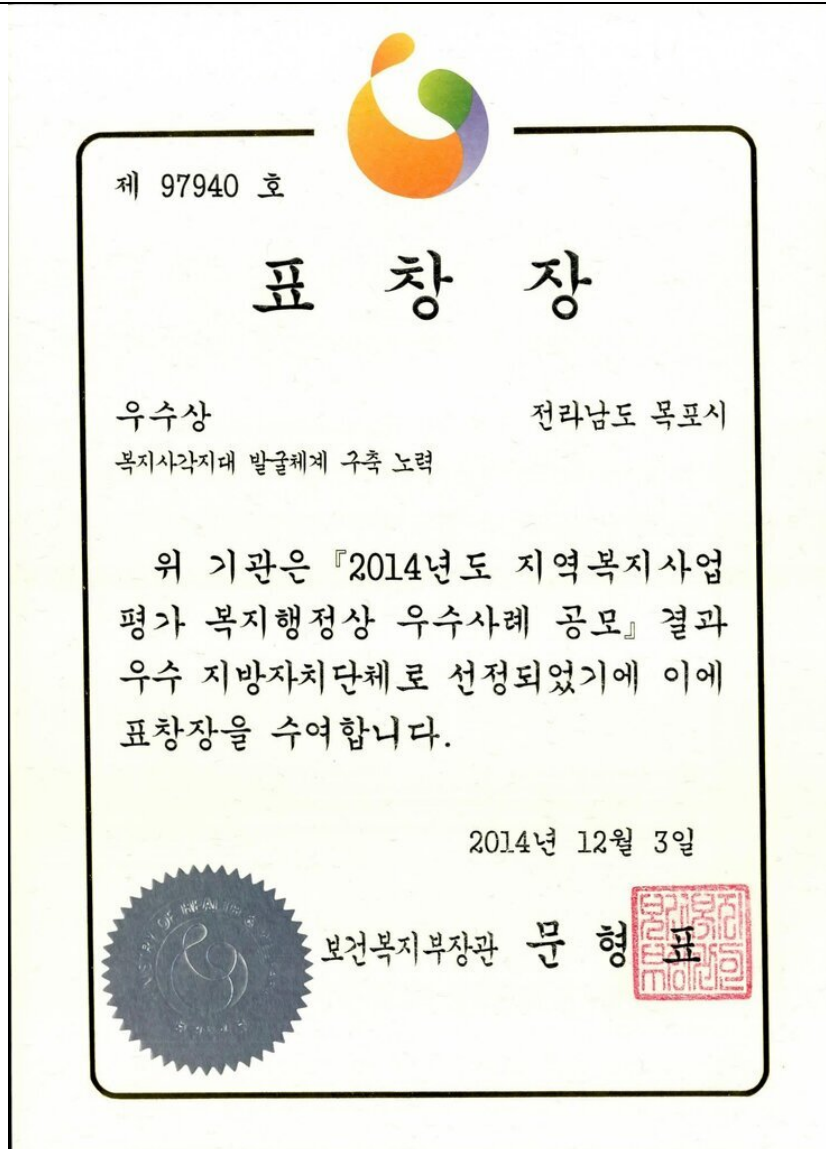 제 97940 호
표 창 장
우수상 전라남도 목포시
복지사각지대 발굴체계 구축 노력
위 기관은 『2014년도 지역복지사업
평가 복지행정상 우수사례 공모』 결과
우수 지방자치단체로 선정되었기에 이에
표창장을 수여합니다.
2014년 12월 3일
보건복지부장관 문 형 표